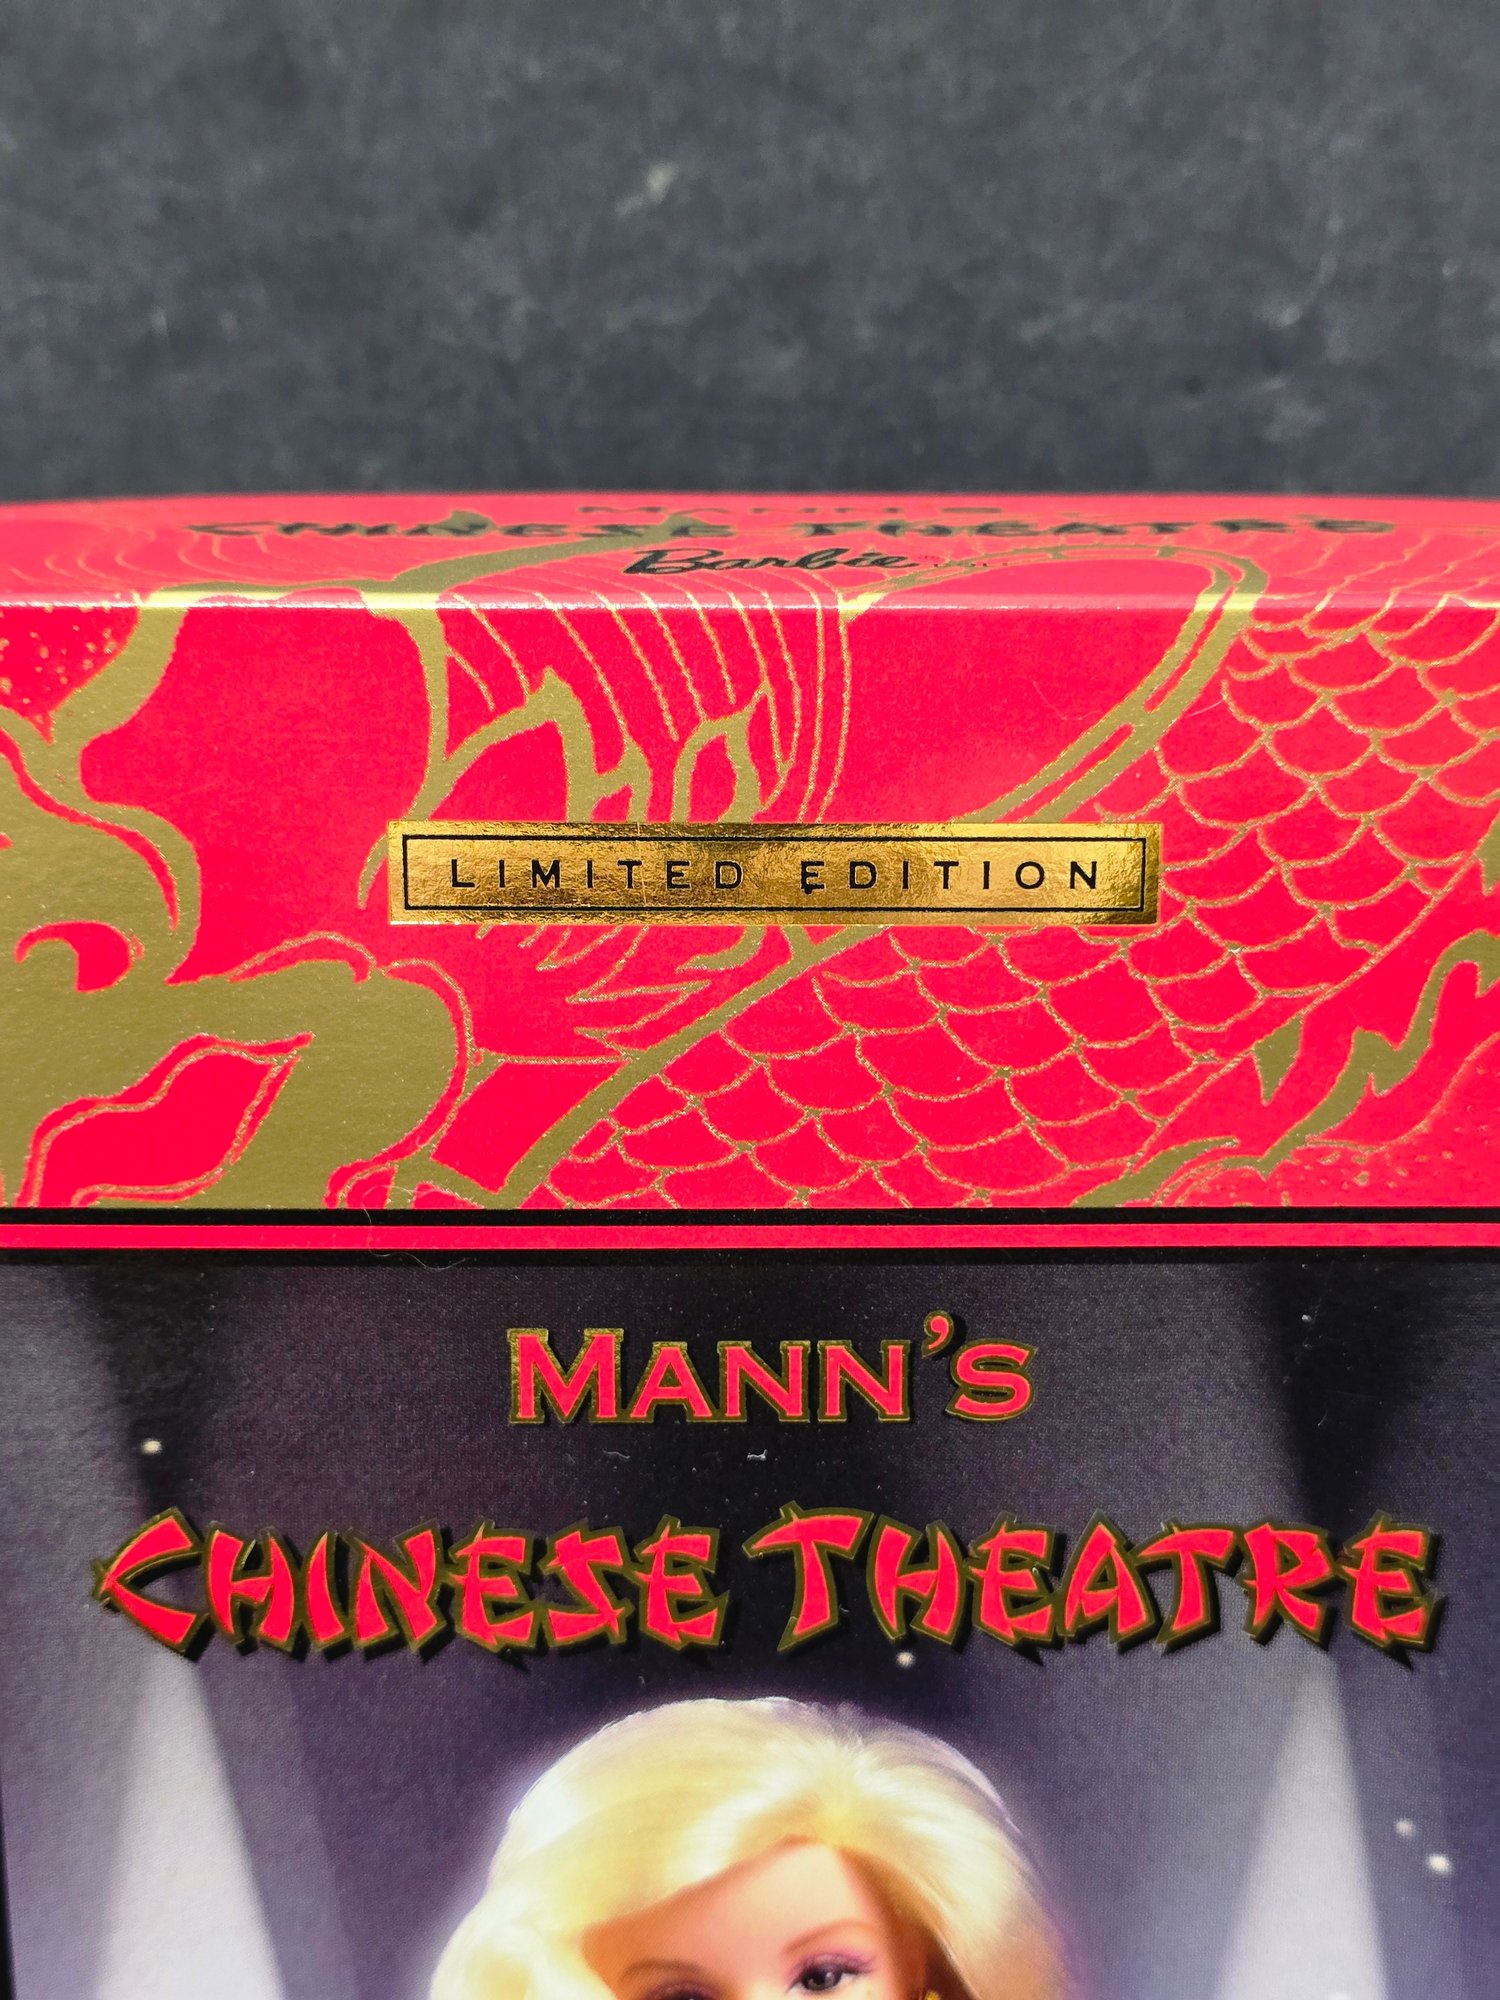 MANN'S
CHINESE THEATRE
Barbie
LIMITED EDITION
MANN'S
CHINESE THEATRE